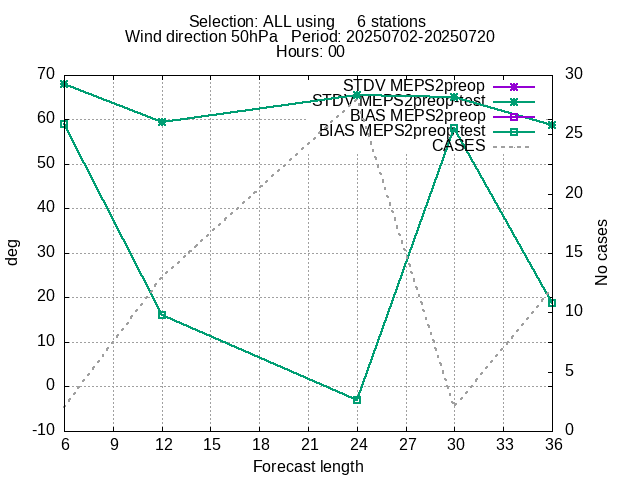 Selection: ALL using     6 stations
Wind direction 50hPa   Period: 20250702-20250720
Hours: 00
STDV MEPS2preop
STDV MEPS2preop-test
BIAS MEPS2preop
BIAS MEPS2preop-test
CASES
deg
70
60
50
40
30
20
10
0
-10
30
25
20
15
10
5
0
No cases
6 9 12 15 18 21 24 27 30 33 36
Forecast length